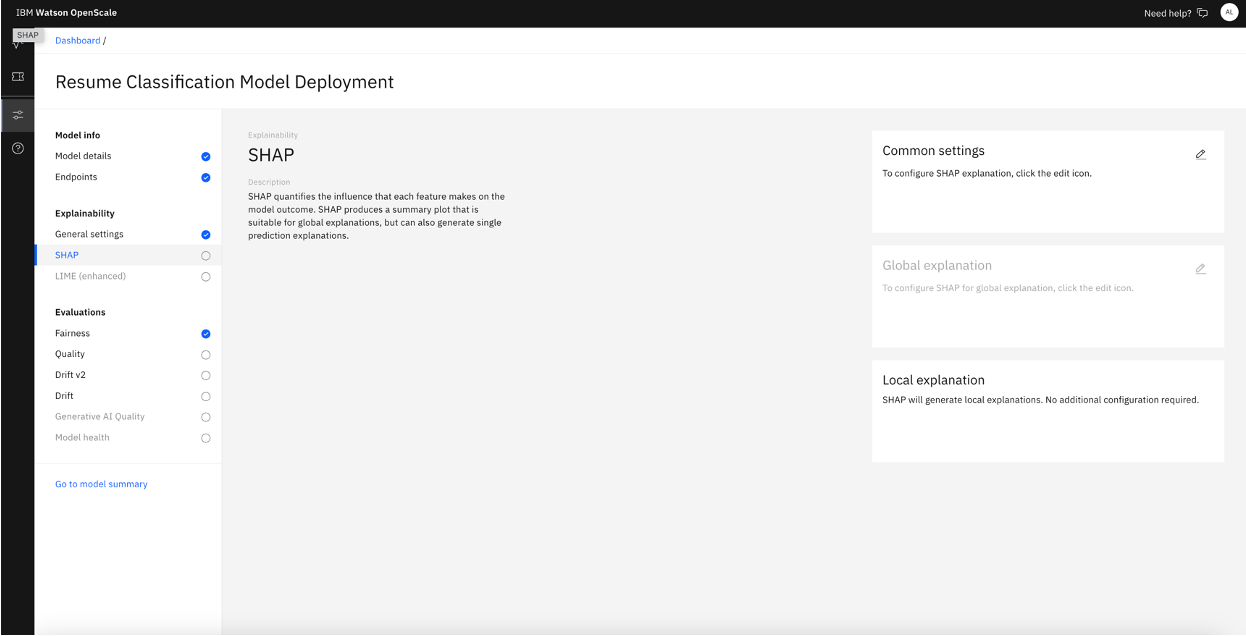 IBM Watson OpenScale
Need help?
AL
SHAP
Dashboard /
Resume Classification Model Deployment
Model info
Model details
Endpoints
Explainability
General settings
SHAP
LIME (enhanced)
Evaluations
Fairness
Quality
Drift v2
Drift
Generative AI Quality
Model health
Go to model summary
Explainability
SHAP
Description
SHAP quantifies the influence that each feature makes on the
model outcome. SHAP produces a summary plot that is
suitable for global explanations, but can also generate single
prediction explanations.
Common settings
To configure SHAP explanation, click the edit icon.
Global explanation
To configure SHAP for global explanation, click the edit icon.
Local explanation
SHAP will generate local explanations. No additional configuration required.